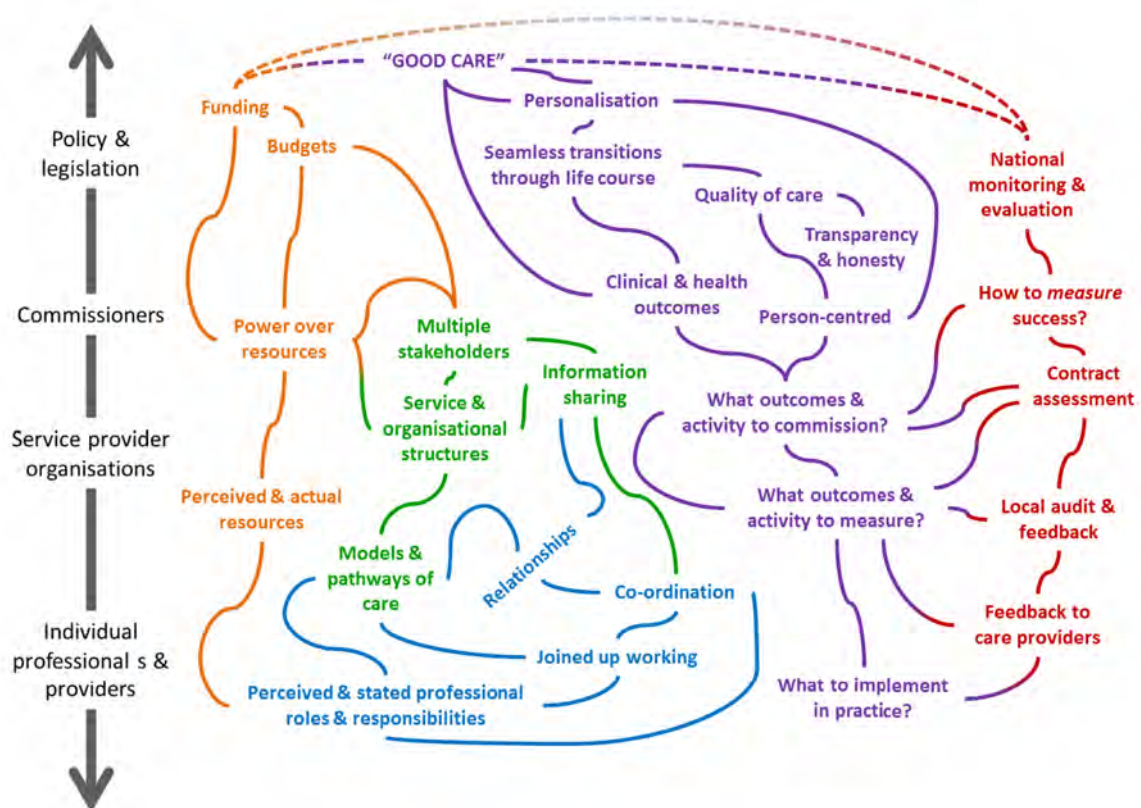 Policy &
legislation
Commissioners
Service provider
organisations
Individual
professional s &
providers
Funding
Budgets
Power over
resources
Perceived & actual
resources
"GOOD CARE"
Personalisation
Seamless transitions
through life course
Quality of care
Transparency
& honesty
Clinical & health
outcomes
Person-centred
What outcomes &
activity to commission?
What outcomes &
activity to measure?
What to implement
in practice?
Multiple
stakeholders
Information
sharing
Service &
organisational
structures
Models &
pathways of
care
Relationships
Co-ordination
Joined up working
Perceived & stated professional
roles & responsibilities
National
monitoring &
evaluation
How to measure
success?
Contract
assessment
Local audit &
feedback
Feedback to
care providers